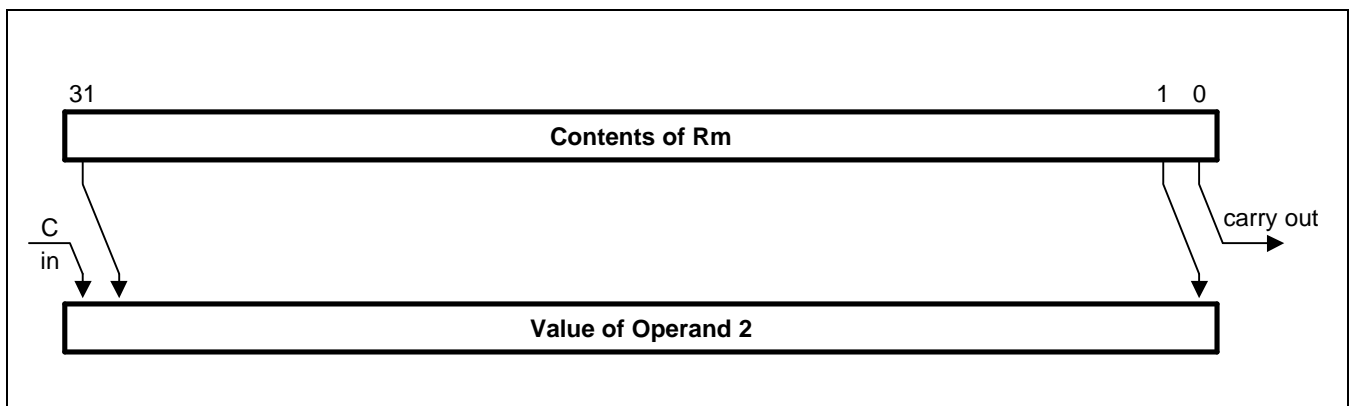 31
1 0
Contents of Rm
C
in
carry out
Value of Operand 2